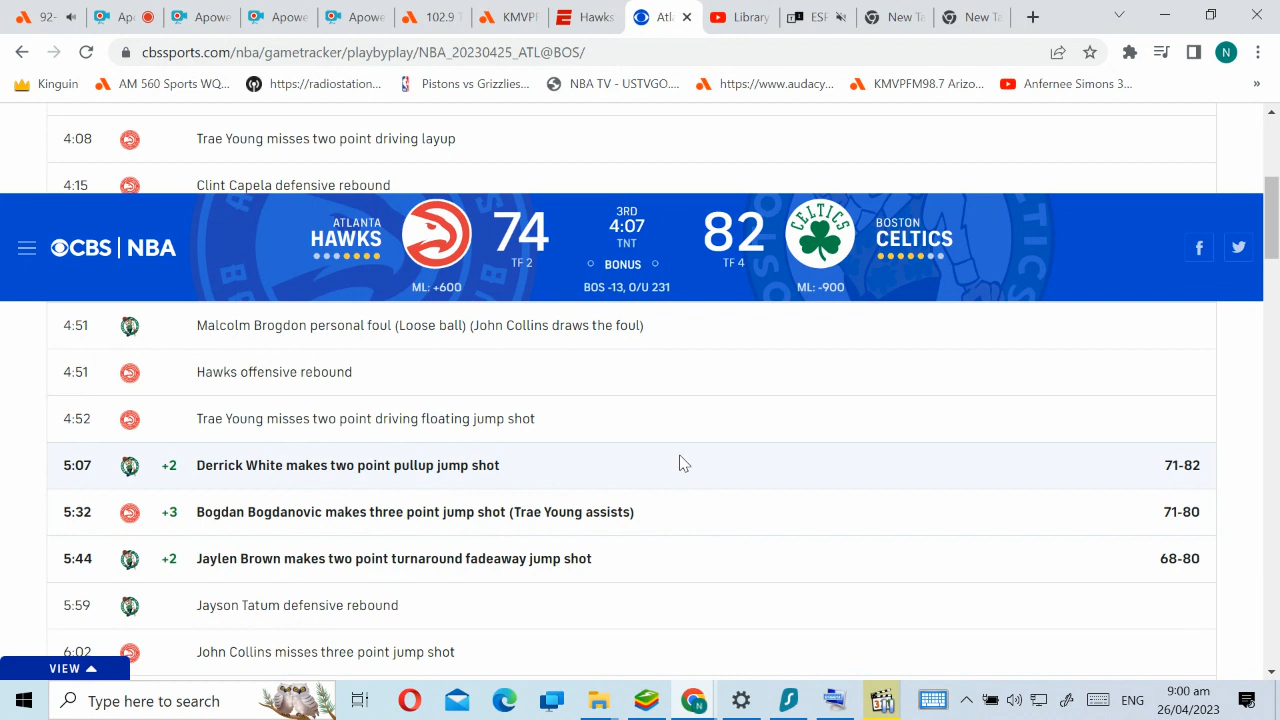 92-
Ap
Apowe
Apowe
Apowe
102.9 T
KMVPI
Hawks
Atl
Library
ESF
New Ta
New Ta
cbssports.com/nba/gametracker/playbyplay/NBA_20230425_ATL@BOS/
N
Kinguin
AM 560 Sports WQ...
https://radiostation...
Pistons vs Grizzlies...
NBA TV - USTVGO....
https://www.audacy...
KMVPFM98.7 Arizo...
Anfernee Simons 3...
»
4:08 Trae Young misses two point driving layup
4:15 Clint Capela defensive rebound
CBS | NBA
ATLANTA
HAWKS
74
TF 2
ML: +600
3RD
4:07
TNT
BONUS
BOS -13, O/U 231
82
TF 4
CELTICS
BOSTON
CELTICS
ML: -900
4:51 Malcolm Brogdon personal foul (Loose ball) (John Collins draws the foul)
4:51 Hawks offensive rebound
4:52 Trae Young misses two point driving floating jump shot
5:07 +2 Derrick White makes two point pullup jump shot 71-82
5:32 +3 Bogdan Bogdanovic makes three point jump shot (Trae Young assists) 71-80
5:44 +2 Jaylen Brown makes two point turnaround fadeaway jump shot 68-80
5:59 Jayson Tatum defensive rebound
6:02 John Collins misses three point jump shot
VIEW
Type here to search
ENG
9:00 am
26/04/2023